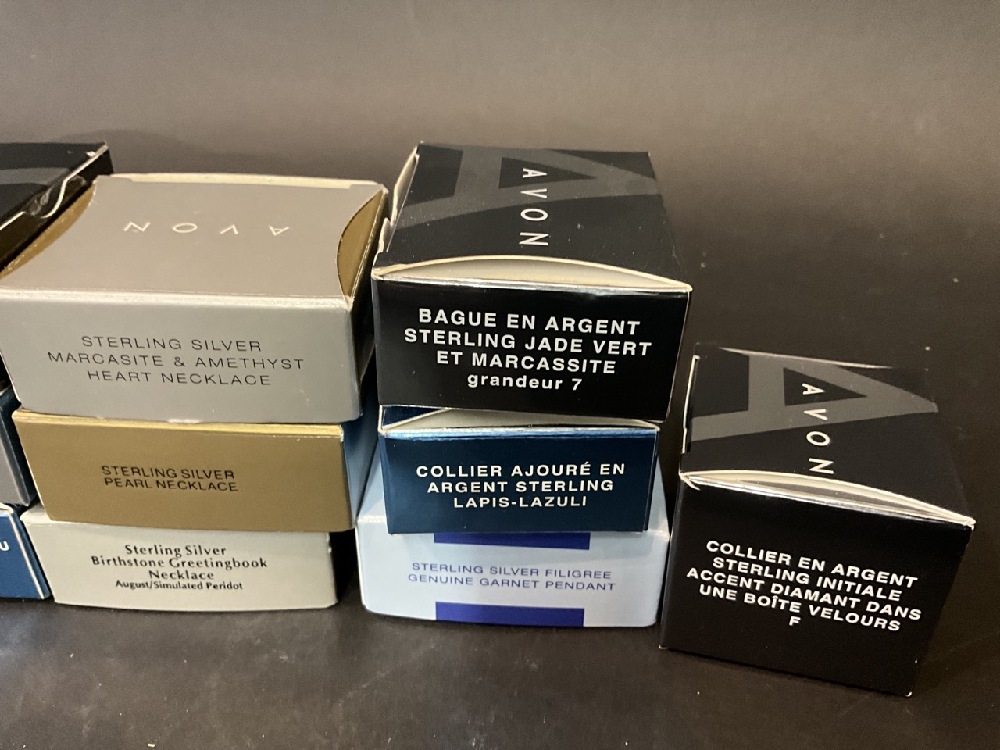 AVON
STERLING SILVER
MARCASITE & AMETHYST
HEART NECKLACE
STERLING SILVER
PEARL NECKLACE
Sterling Silver
Birthstone Greetingbook
Necklace
August/Simulated Peridot
U
AVON
BAGUE EN ARGENT
STERLING JADE VERT
ET MARCASSITE
grandeur 7
COLLIER AJOURÉ EN
ARGENT STERLING
LAPIS-LAZULI
STERLING SILVER FILIGREE
GENUINE GARNET PENDANT
AVON
COLLIER EN ARGENT
STERLING INITIALE
ACCENT DIAMANT DANS
UNE BOÎTE VELOURS
F